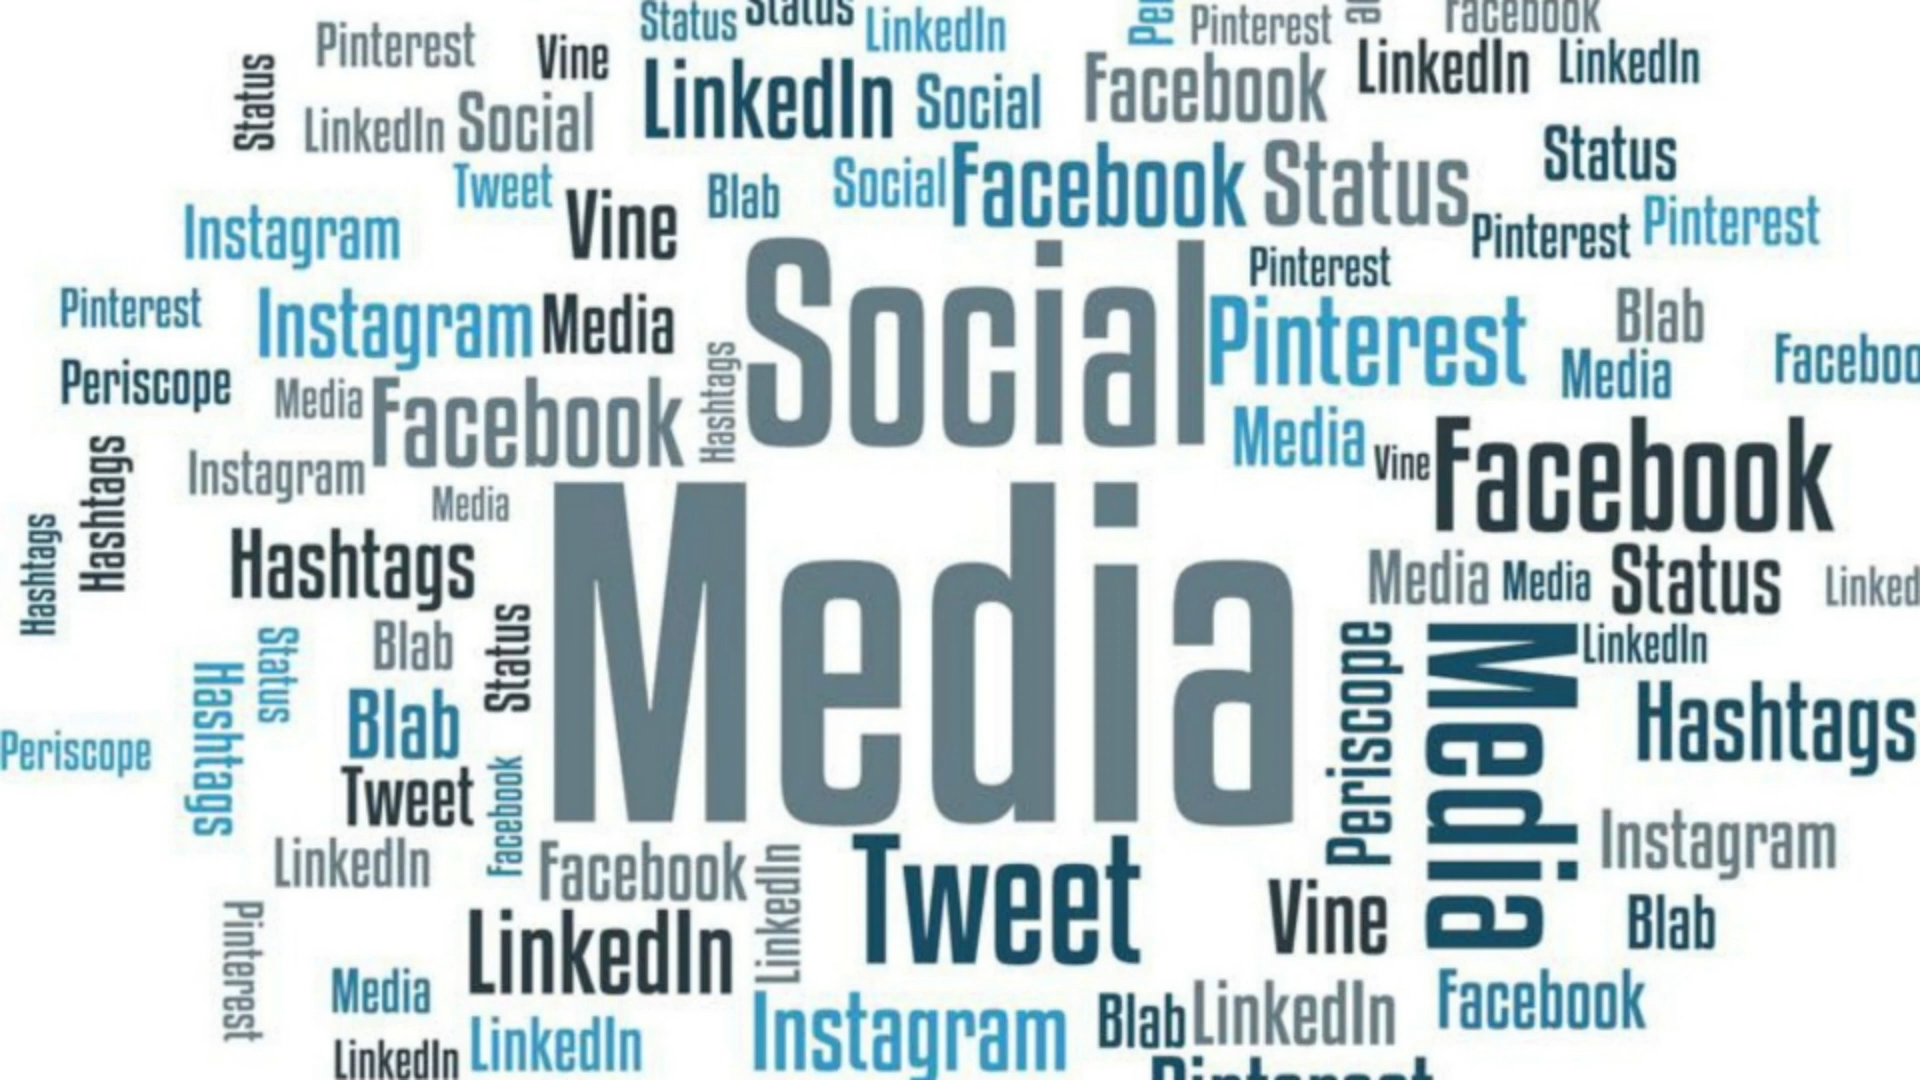 Status Status LinkedIn Pinterest Facebook
Pinterest Vine LinkedIn Social Facebook LinkedIn LinkedIn
Status
LinkedIn Social
Tweet Vine Blab Social Facebook Status Status
Instagram Pinterest Pinterest
Pinterest
Social
Pinterest Instagram Media Hashtags Pinterest Blab
Periscope Media Facebook Media Facebook
Media Vine Facebook
Instagram Media
Hashtags
Hashtags
Hashtags
Media
Media Media Status Linked
Status Blab Status Periscope Media LinkedIn
Hashtags
Periscope Blab Hashtags
Tweet Facebook
LinkedIn Facebook LinkedIn Tweet Vine Instagram
Pinterest LinkedIn Blab
Media Instagram Blab LinkedIn Facebook
LinkedIn LinkedIn
Pinterest